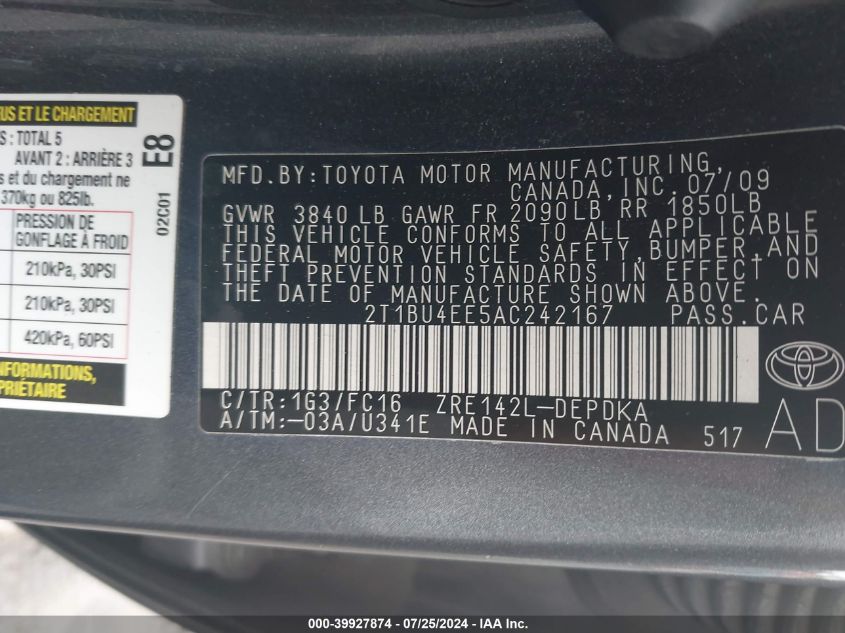 US ET LE CHARGEMENT
S : TOTAL 5
AVANT 2 : ARRIÈRE 3
s et du chargement ne
370kg ou 825lb.
PRESSION DE
GONFLAGE À FROID
210kPa, 30PSI
210kPa, 30PSI
420kPa, 60PSI
NFORMATIONS,
PRIÉTAIRE
E8
02C01
MFD.BY:TOYOTA MOTOR MANUFACTURING,
CANADA,INC.07/09
GVWR 3840 LB GAWR FR 2090LB RR 1850LB
THIS VEHICLE CONFORMS TO ALL APPLICABLE
FEDERAL MOTOR VEHICLE SAFETY,BUMPER,AND
THEFT PREVENTION STANDARDS IN EFFECT ON
THE DATE OF MANUFACTURE SHOWN ABOVE.
2T1BU4EE5AC242167 PASS.CAR
C/TR:1G3/FC16 ZRE142L-DEPDKA
A/TM:-03A/U341E MADE IN CANADA 517
AD
000-39927874 / 07/25/2024 - IAA Inc.